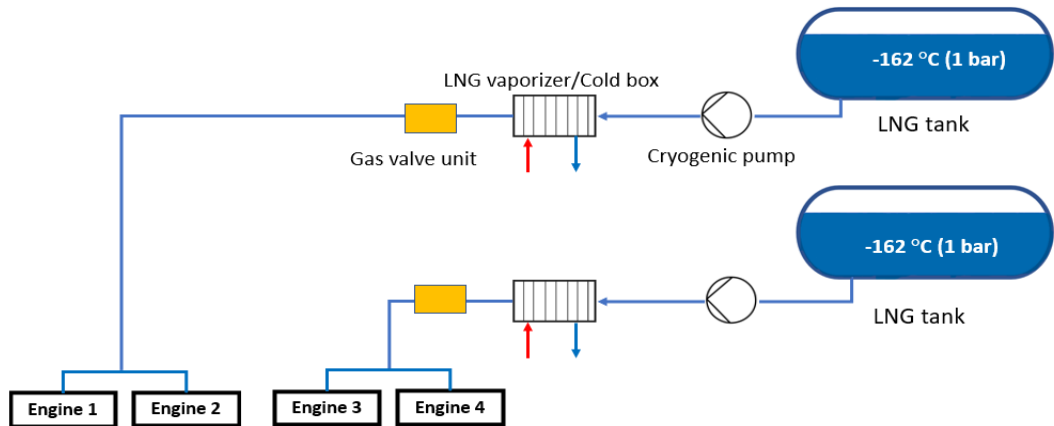 -162 °C (1 bar)
LNG vaporizer/Cold box
LNG tank
Gas valve unit
Cryogenic pump
-162 °C (1 bar)
LNG tank
Engine 1
Engine 2
Engine 3
Engine 4